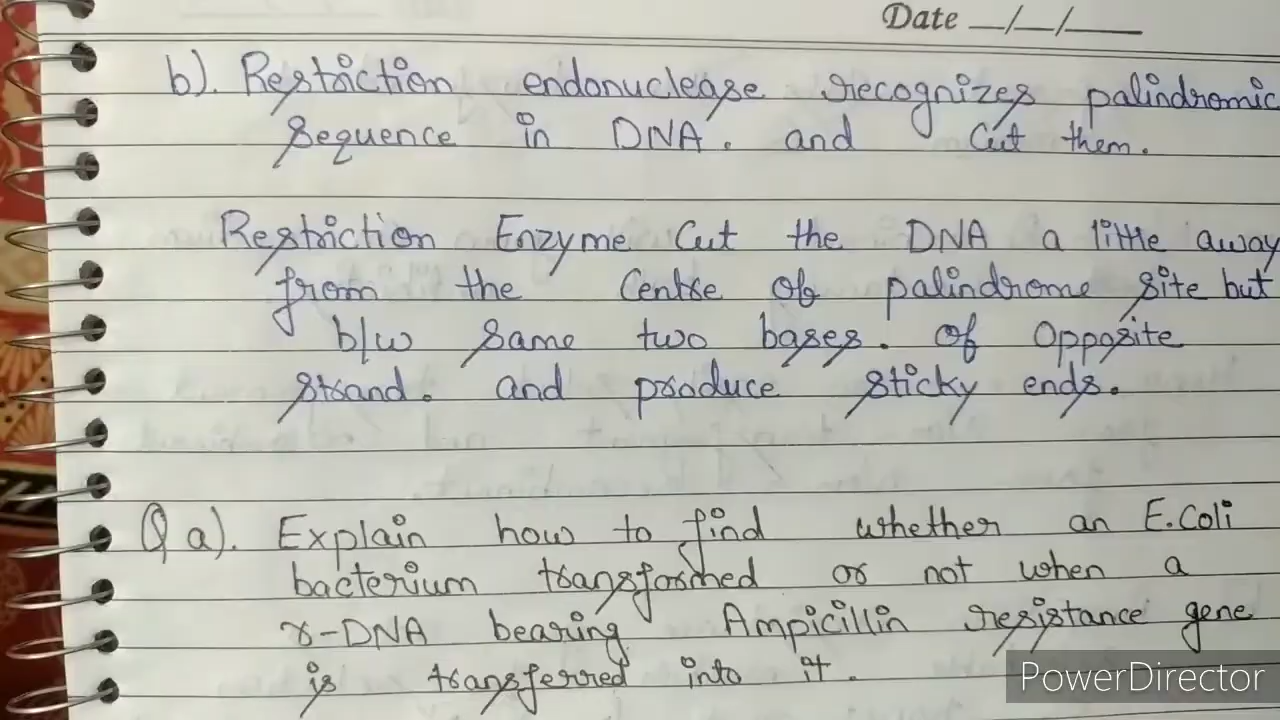 Date __/__/____
b). Restriction endonuclease recognizes palindromic
sequence in DNA. and Cut them.
Restriction Enzyme Cut the DNA a little away
from the Centre of palindrome site but
b/w same two bases. of opposite
strand. and produce sticky ends.
Q a). Explain how to find whether an E.Coli
bacterium transformed or not when a
r-DNA bearing Ampicillin resistance gene
is transferred into it.
PowerDirector